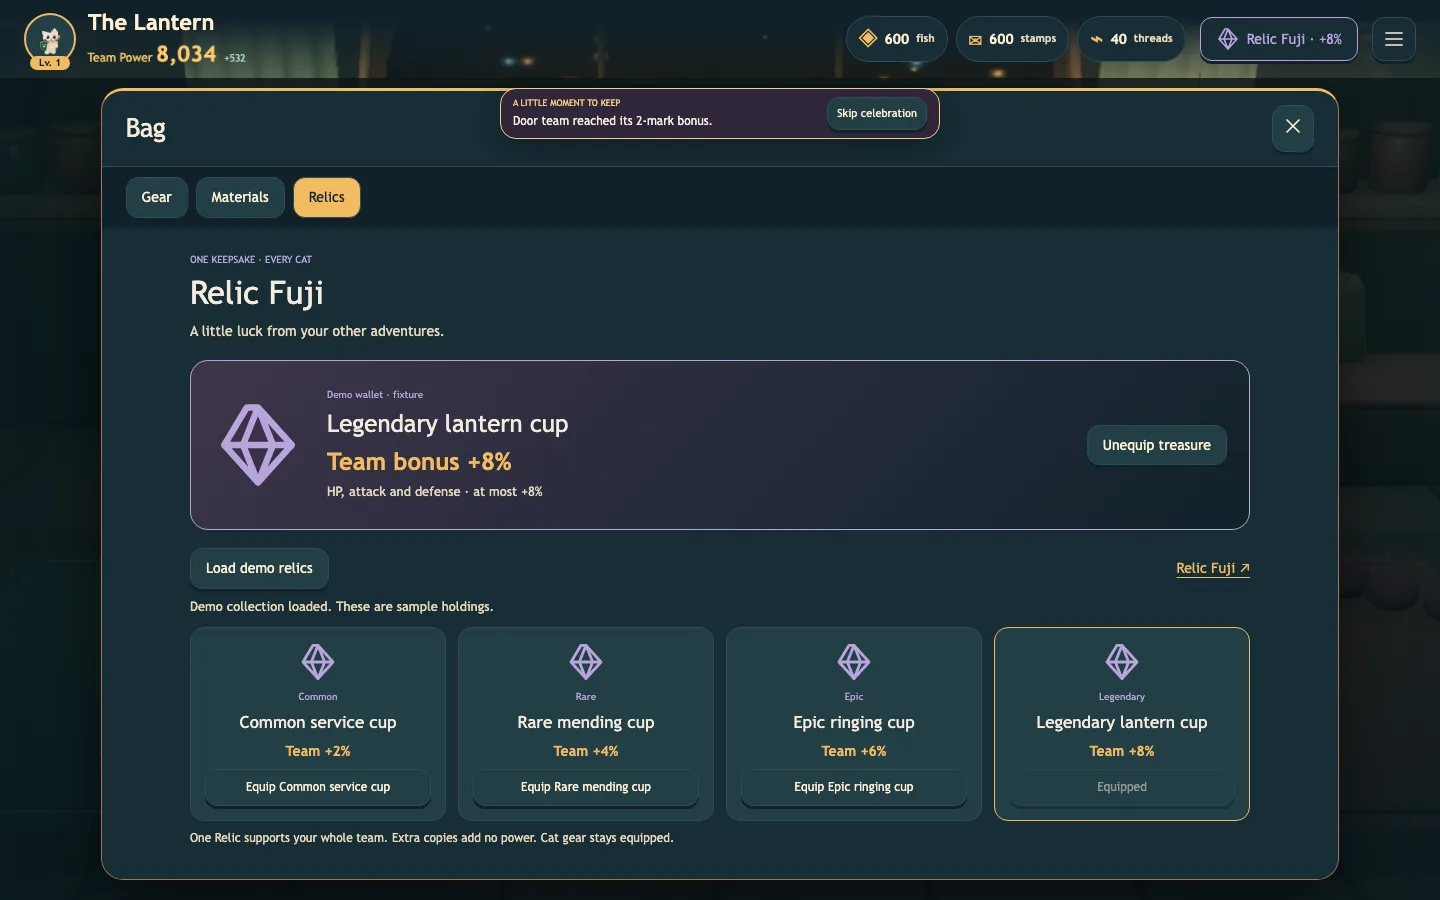 The Lantern
Lv. 1
Team Power 8,034 +532
600 fish
600 stamps
40 threads
Relic Fuji · +8%
A LITTLE MOMENT TO KEEP
Door team reached its 2-mark bonus.
Skip celebration
Bag
Gear
Materials
Relics
ONE KEEPSAKE · EVERY CAT
Relic Fuji
A little luck from your other adventures.
Demo wallet · fixture
Legendary lantern cup
Team bonus +8%
HP, attack and defense · at most +8%
Unequip treasure
Load demo relics
Relic Fuji ↗
Demo collection loaded. These are sample holdings.
Common
Common service cup
Team +2%
Equip Common service cup
Rare
Rare mending cup
Team +4%
Equip Rare mending cup
Epic
Epic ringing cup
Team +6%
Equip Epic ringing cup
Legendary
Legendary lantern cup
Team +8%
Equipped
One Relic supports your whole team. Extra copies add no power. Cat gear stays equipped.